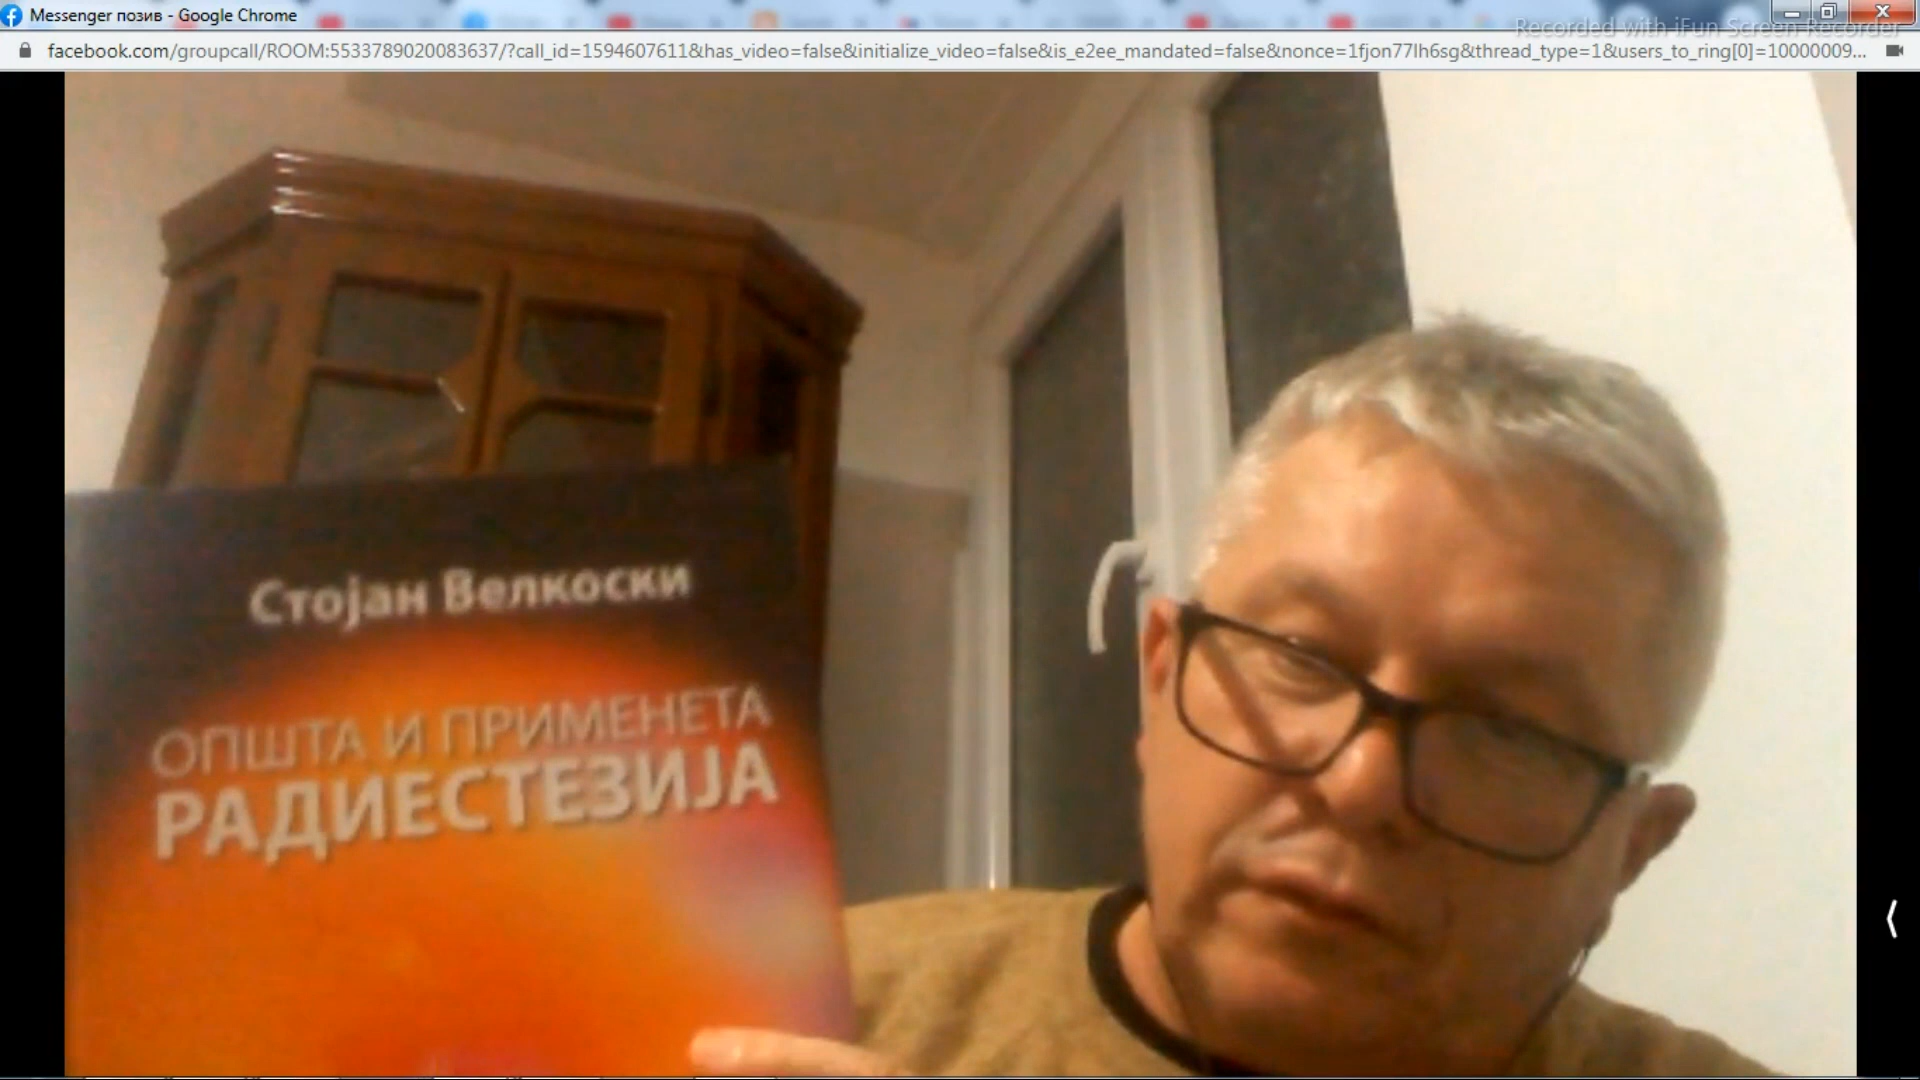 Messenger позив - Google Chrome
Recorded with iFun Screen Recorder
facebook.com/groupcall/ROOM:5533789020083637/?call_id=1594607611&has_video=false&initialize_video=false&is_e2ee_mandated=false&nonce=1fjon77lh6sg&thread_type=1&users_to_ring[0]=10000009...
Стојан Велкоски
ОПШТА И ПРИМЕНЕТА
РАДИЕСТЕЗИЈА